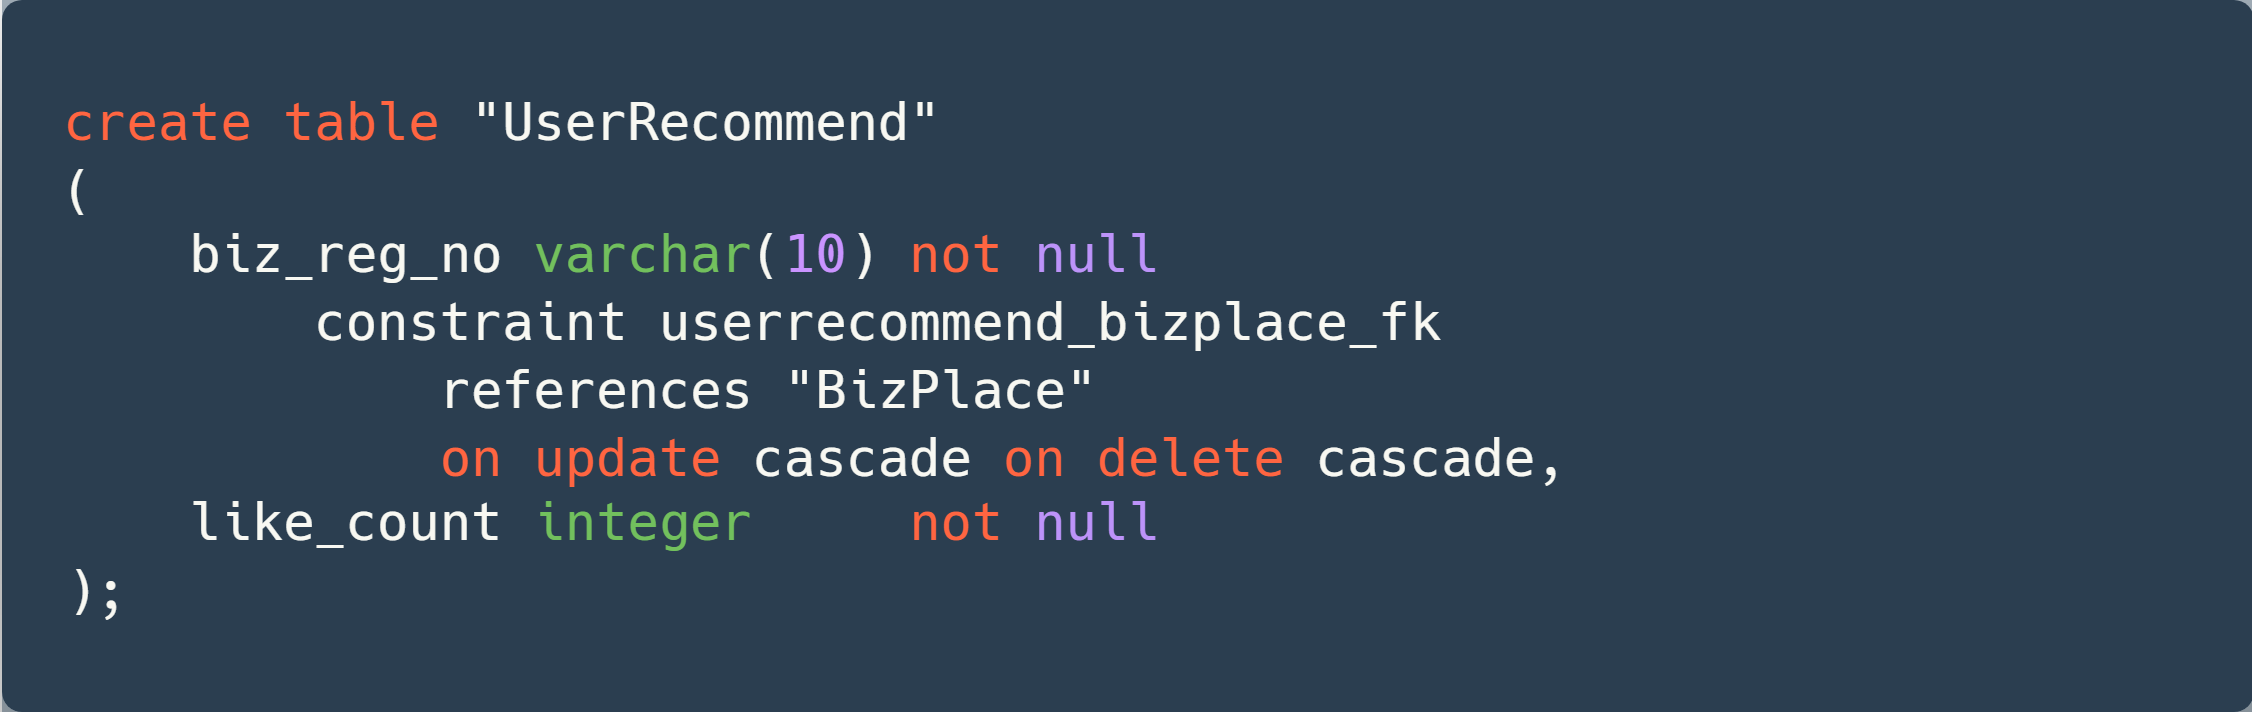 create table "UserRecommend"
(
    biz_reg_no varchar(10) not null
        constraint userrecommend_bizplace_fk
            references "BizPlace"
            on update cascade on delete cascade,
    like_count integer     not null
);